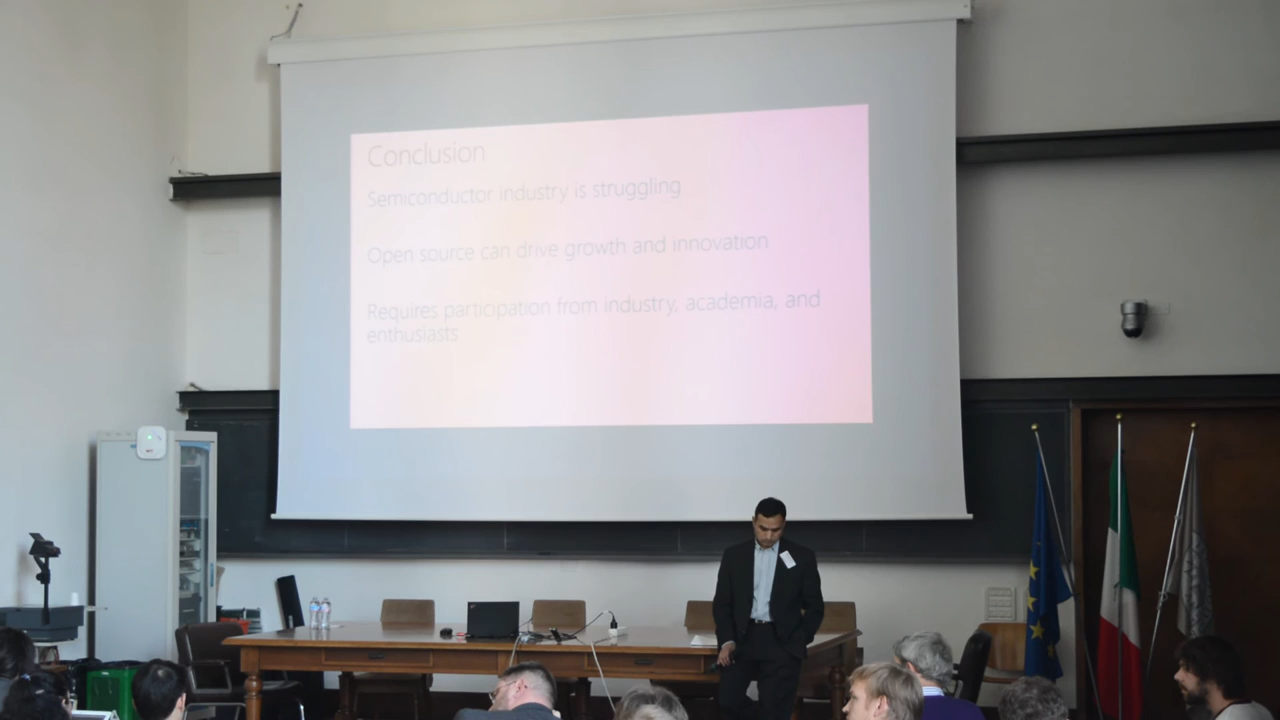 Conclusion
Semiconductor industry is struggling
Open source can drive growth and innovation
Requires participation from industry, academia, and
enthusiasts